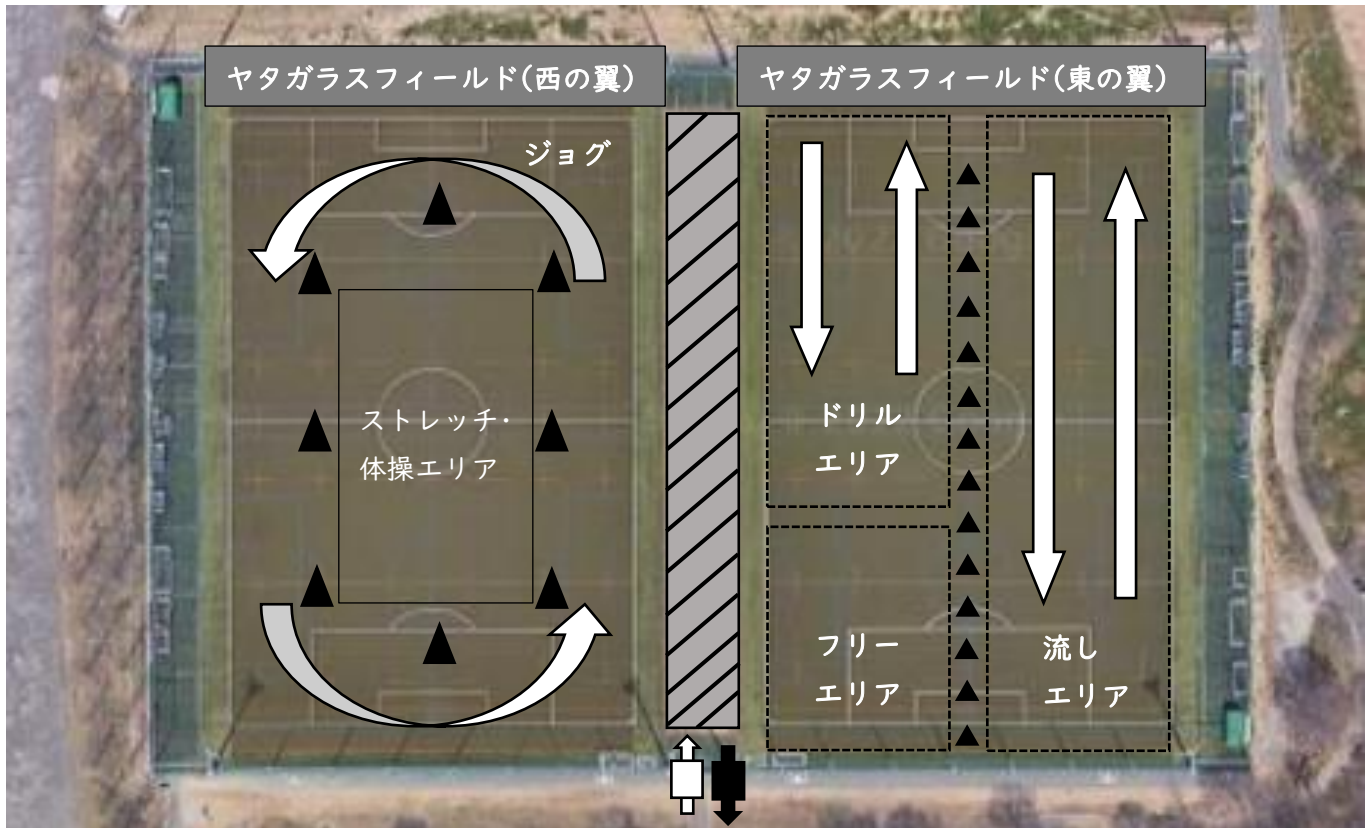 ヤタガラスフィールド(西の翼)
ヤタガラスフィールド(東の翼)
ジョグ
ストレッチ・
体操エリア
ドリル
エリア
フリー
エリア
流し
エリア